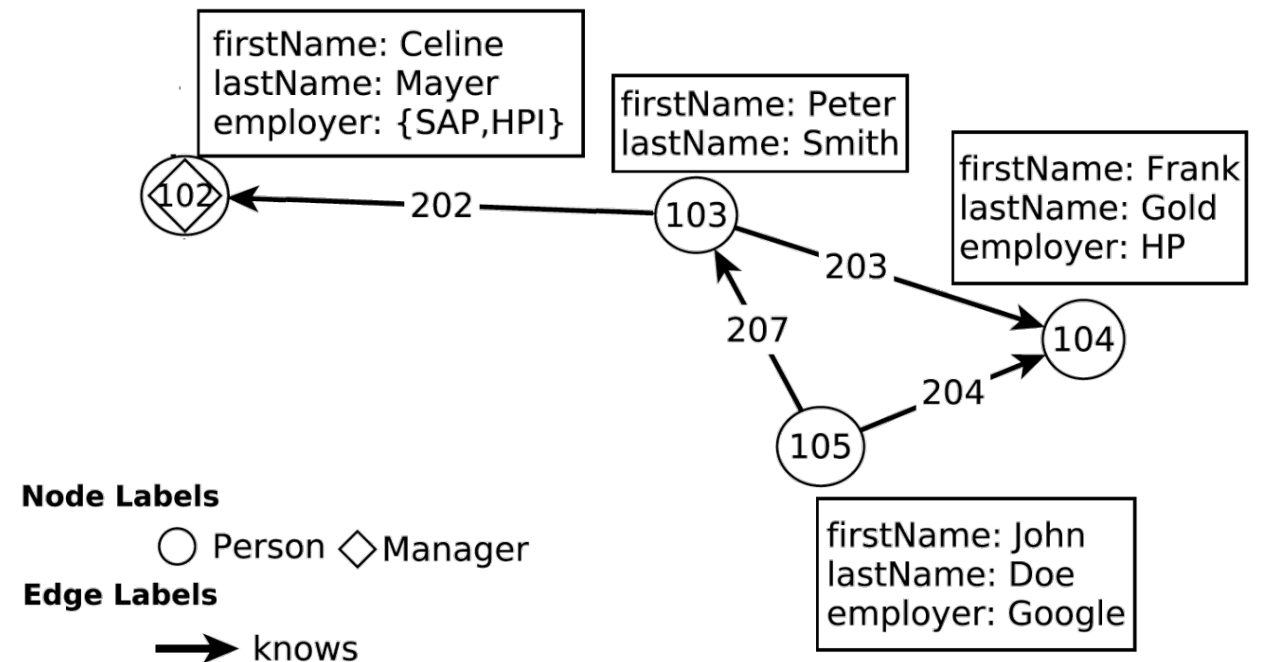 firstName: Celine
lastName: Mayer
employer: {SAP,HPI}
firstName: Peter
lastName: Smith
firstName: Frank
lastName: Gold
employer: HP
102
202
103
203
207
104
204
105
firstName: John
lastName: Doe
employer: Google
Node Labels
Person
Manager
Edge Labels
knows